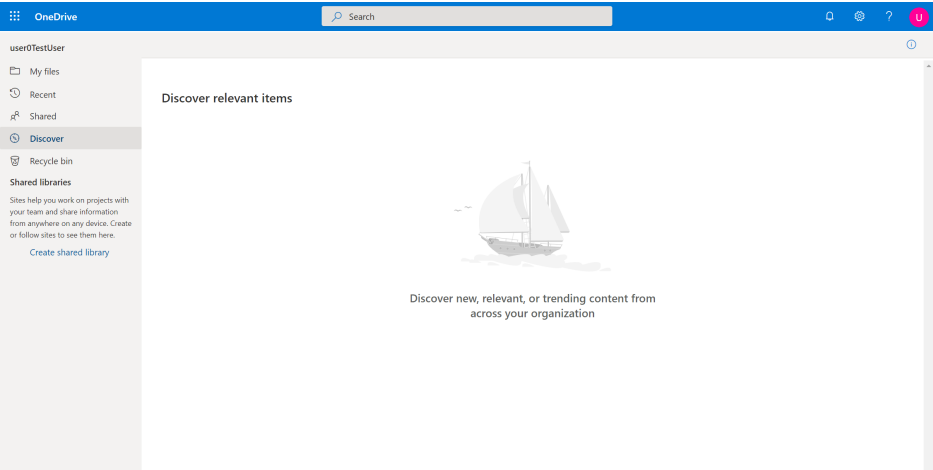 OneDrive
Search
?
U
user0TestUser
My files
Recent
Shared
Discover
Recycle bin
Shared libraries
Sites help you work on projects with
your team and share information
from anywhere on any device. Create
or follow sites to see them here.
Create shared library
Discover relevant items
Discover new, relevant, or trending content from
across your organization